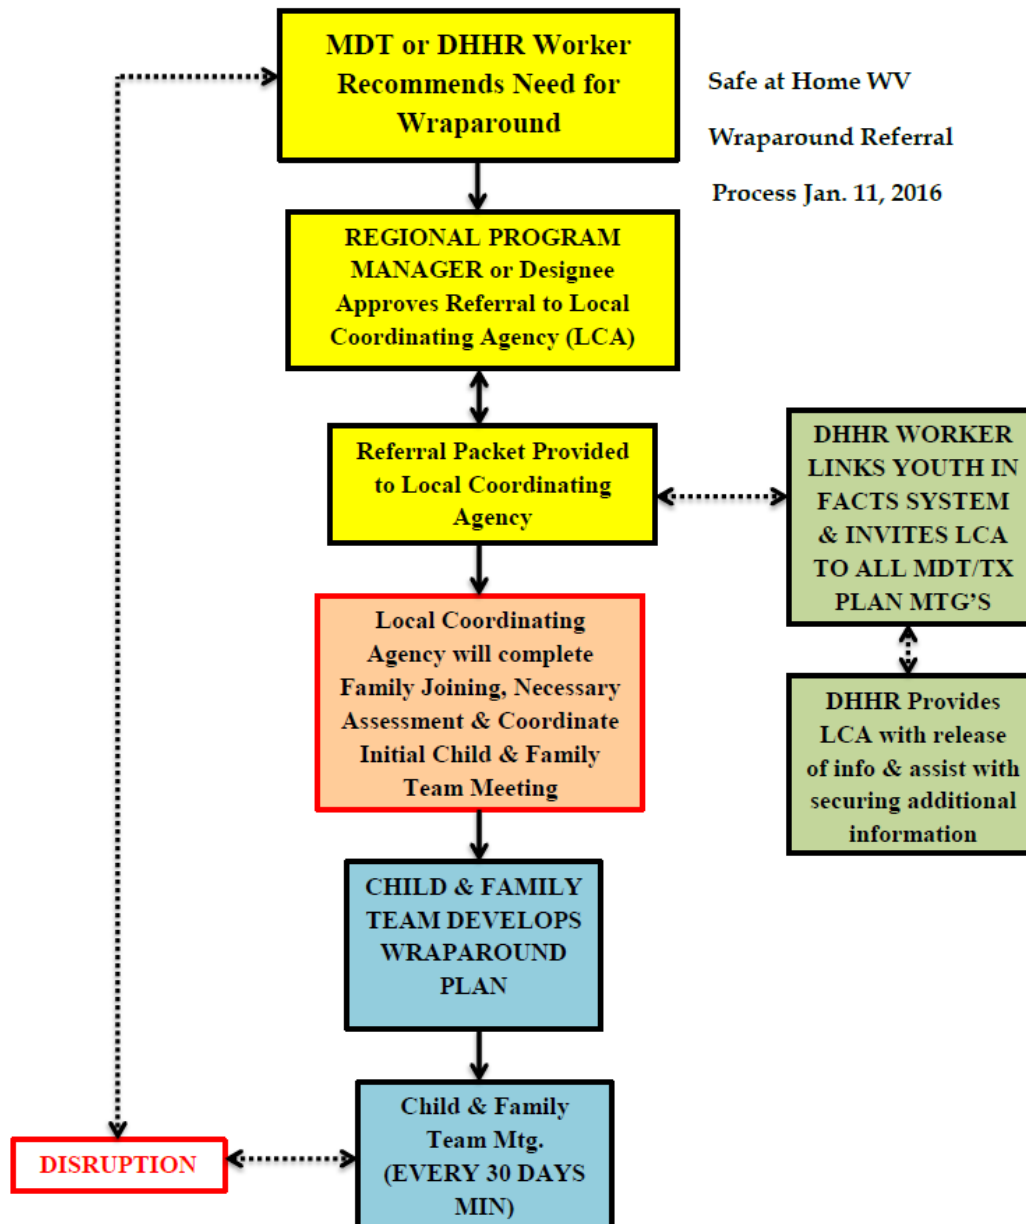 MDT or DHHR Worker
Recommends Need for
Wraparound
Safe at Home WV
Wraparound Referral
Process Jan. 11, 2016
REGIONAL PROGRAM
MANAGER or Designee
Approves Referral to Local
Coordinating Agency (LCA)
Referral Packet Provided
to Local Coordinating
Agency
DHHR WORKER
LINKS YOUTH IN
FACTS SYSTEM
& INVITES LCA
TO ALL MDT/TX
PLAN MTG’S
DHHR Provides
LCA with release
of info & assist with
securing additional
information
Local Coordinating
Agency will complete
Family Joining, Necessary
Assessment & Coordinate
Initial Child & Family
Team Meeting
CHILD & FAMILY
TEAM DEVELOPS
WRAPAROUND
PLAN
Child & Family
Team Mtg.
(EVERY 30 DAYS
MIN)
DISRUPTION